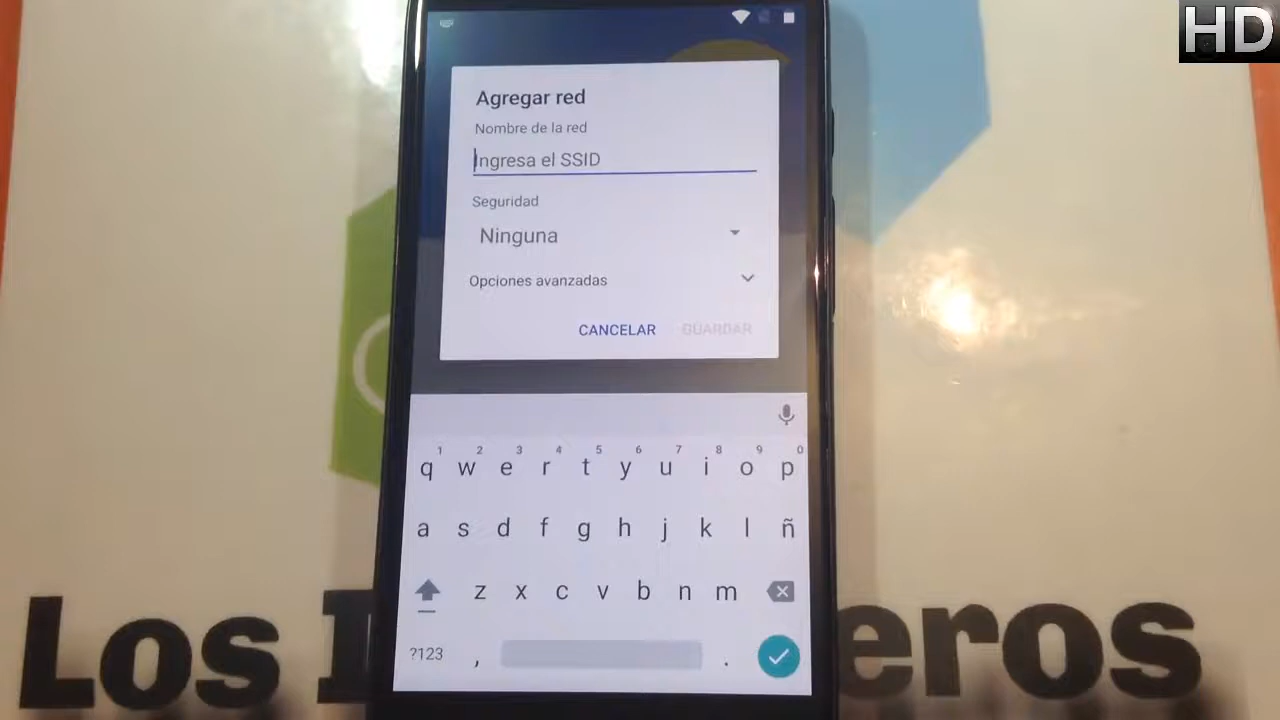 HD
Agregar red
Nombre de la red
Ingresa el SSID
Seguridad
Ninguna
Opciones avanzadas
CANCELAR GUARDAR
1 2 3 4 5 6 7 8 9 0
q w e r t y u i o p
a s d f g h j k l ñ
z x c v b n m
?123 , .
Los
eros